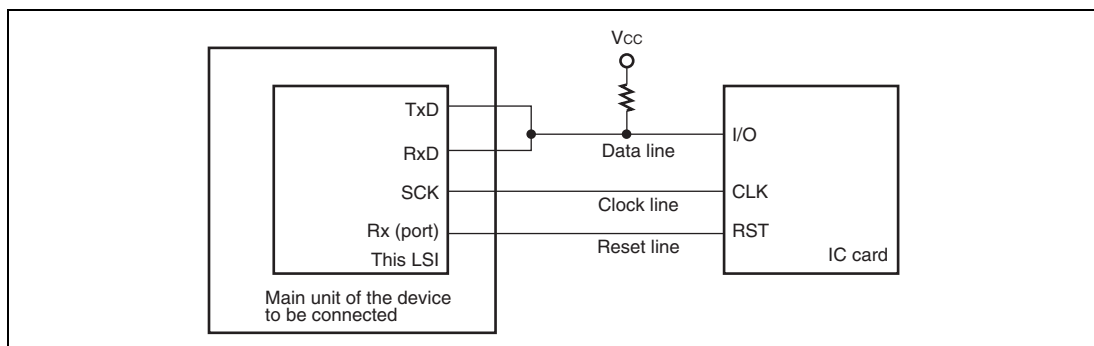 Vcc
TxD
RxD
SCK
Rx (port)
This LSI
Main unit of the device
to be connected
Data line
Clock line
Reset line
I/O
CLK
RST
IC card